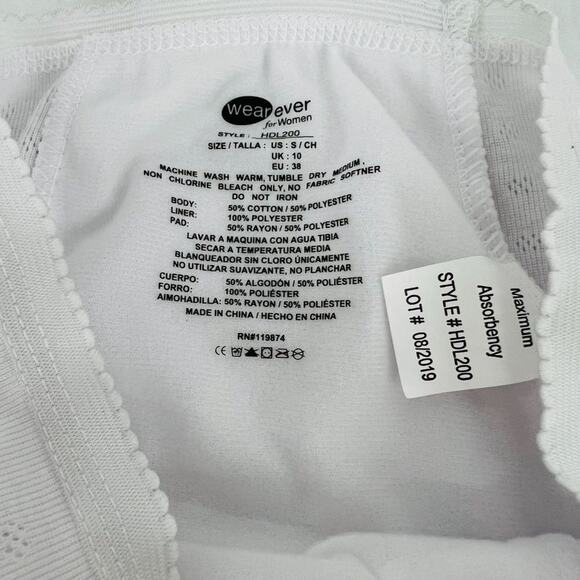 wearever
for Women
STYLE: HDL200
SIZE / TALLA : US : S / CH
UK : 10
EU : 38
MACHINE WASH WARM, TUMBLE DRY MEDIUM,
NON CHLORINE BLEACH ONLY, NO FABRIC SOFTNER
DO NOT IRON
BODY: 50% COTTON / 50% POLYESTER
LINER: 100% POLYESTER
PAD: 50% RAYON / 50% POLYESTER
LAVAR A MAQUINA CON AGUA TIBIA
SECAR A TEMPERATURA MEDIA
BLANQUEADOR SIN CLORO ÚNICAMENTE
NO UTILIZAR SUAVIZANTE, NO PLANCHAR
CUERPO: 50% ALGODÓN / 50% POLIÉSTER
FORRO: 100% POLIÉSTER
AIMOHADILLA: 50% RAYON / 50% POLIÉSTER
MADE IN CHINA / HECHO EN CHINA
RN#119874
CE
Maximum
Absorbency
STYLE # HDL200
LOT # 08/2019